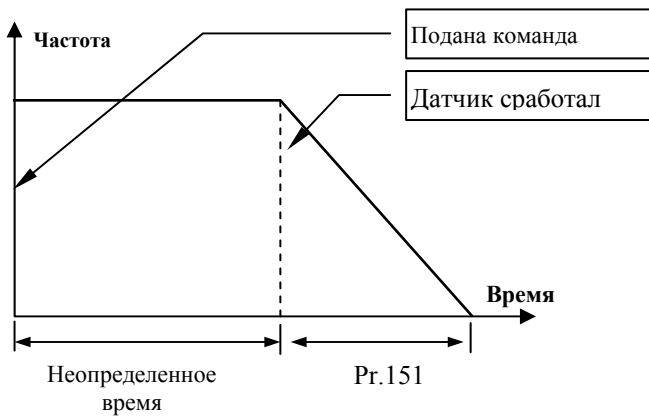 Частота
Подана команда
Датчик сработал
Время
Неопределенное
время
Pr.151